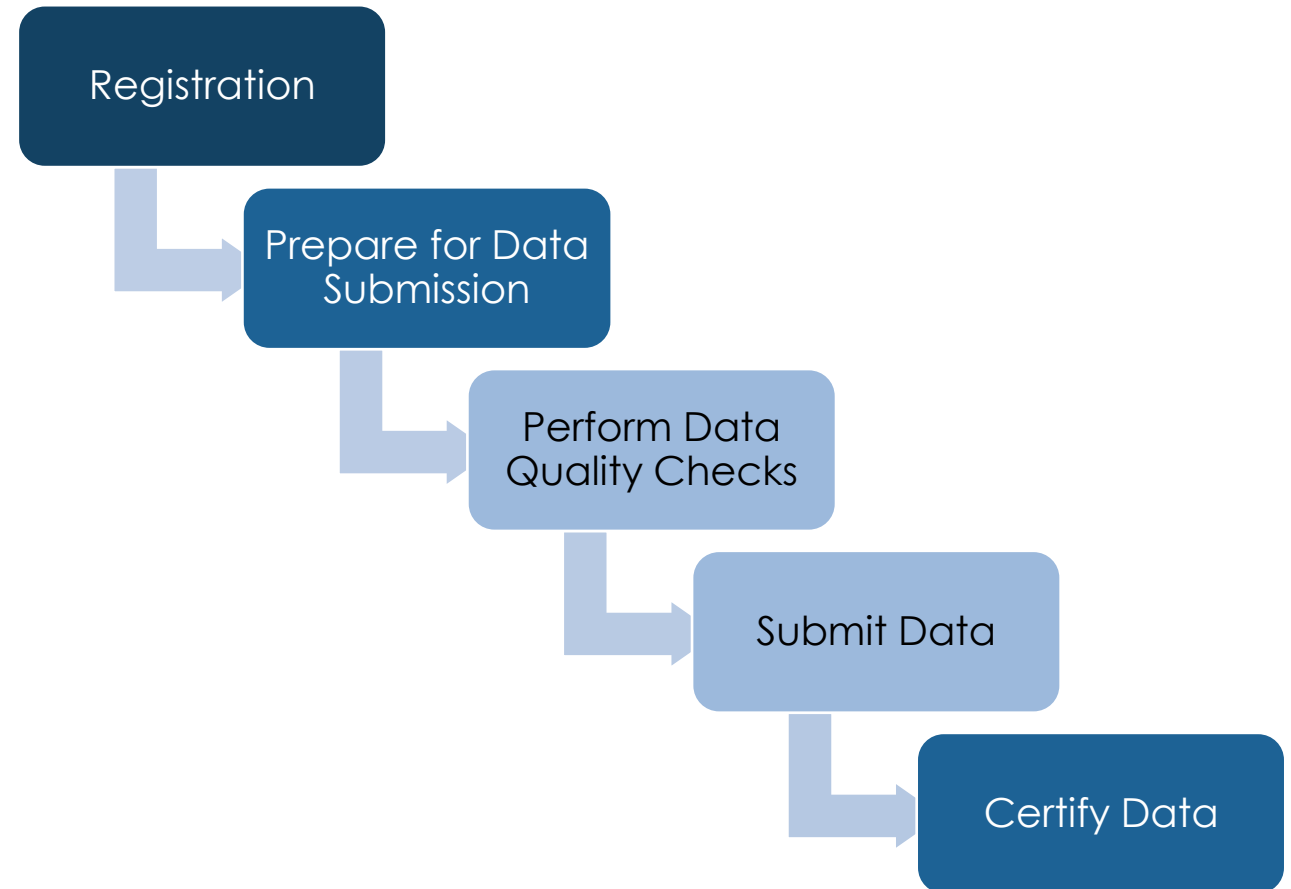 Registration
Prepare for Data
Submission
Perform Data
Quality Checks
Submit Data
Certify Data